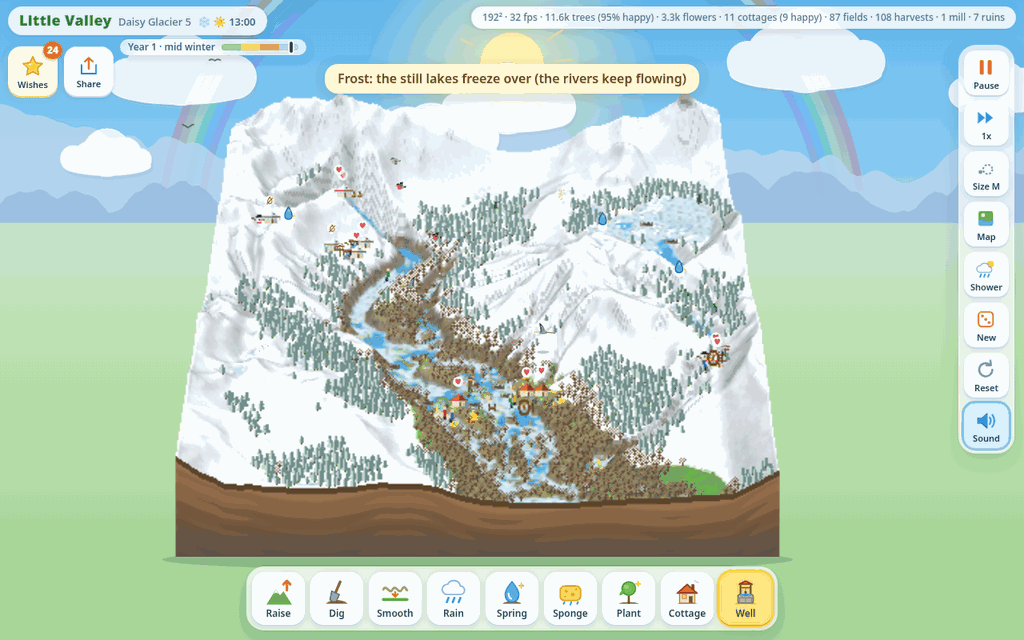 Little Valley Daisy Glacier 5 13:00
192² · 32 fps · 11.6k trees (95% happy) · 3.3k flowers · 11 cottages (9 happy) · 87 fields · 108 harvests · 1 mill · 7 ruins
Year 1 · mid winter
24
Wishes
Share
Frost: the still lakes freeze over (the rivers keep flowing)
Pause
1x
Size M
Map
Shower
New
Reset
Sound
Raise
Dig
Smooth
Rain
Spring
Sponge
Plant
Cottage
Well